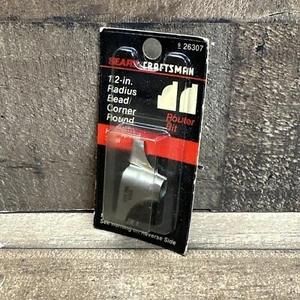 9 26307
SEARS CRAFTSMAN
1/2-in.
Radius
Bead/
Corner
Round
Router
Bit
See Warning on Reverse Side